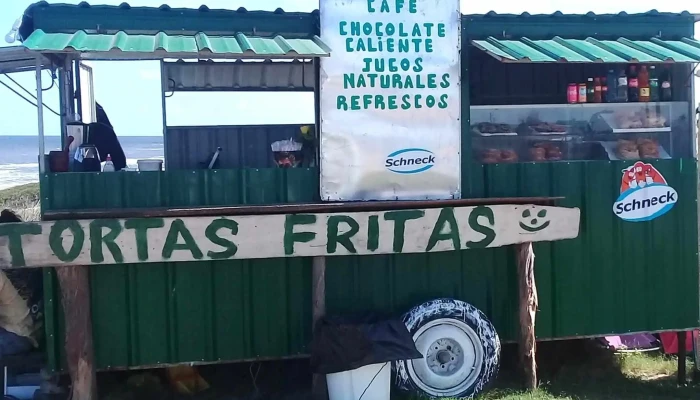 CAFE
CHOCOLATE
CALIENTE
JUGOS
NATURALES
REFRESCOS
Schneck
Schneck
TORTAS FRITAS